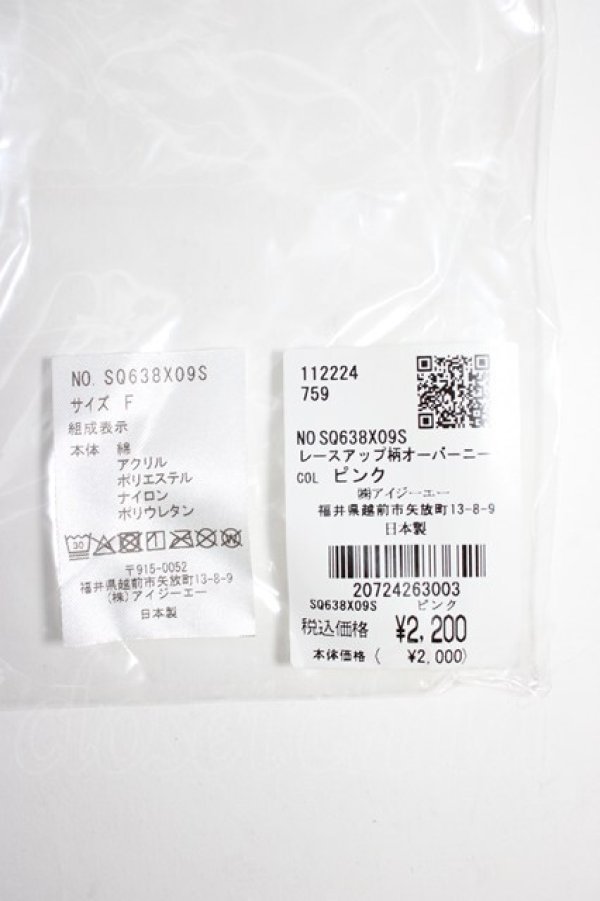 NO. SQ638X09S
サイズ F
組成表示
本体 綿
アクリル
ポリエステル
ナイロン
ポリウレタン
30
〒915-0052
福井県越前市矢放町13-8-9
(株)アイジーエー
日本製
112224
759
NO SQ638X09S
レースアップ柄オーバーニー
COL ピンク
㈱アイジーエー
福井県越前市矢放町13-8-9
日本製
20724263003
SQ638X09S ピンク
税込価格 ¥2,200
本体価格 ( ¥2,000)